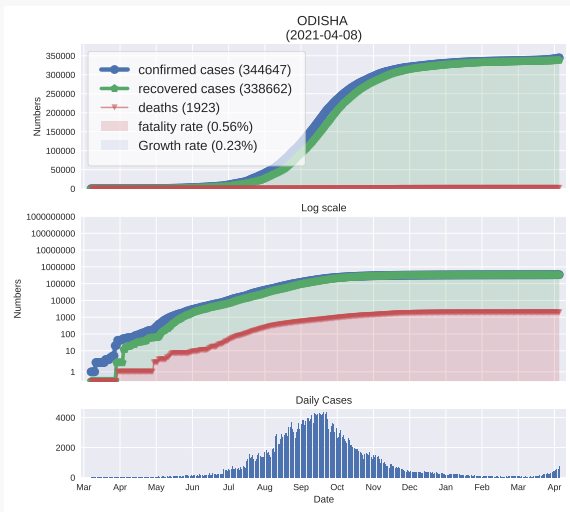 ODISHA
(2021-04-08)
350000
300000
250000
200000
150000
100000
50000
0
Numbers
confirmed cases (344647)
recovered cases (338662)
deaths (1923)
fatality rate (0.56%)
Growth rate (0.23%)
Log scale
1000000000
100000000
10000000
1000000
100000
10000
1000
100
10
1
Numbers
Daily Cases
4000
2000
0
Mar Apr May Jun Jul Aug Sep Oct Nov Dec Jan Feb Mar Apr
Date